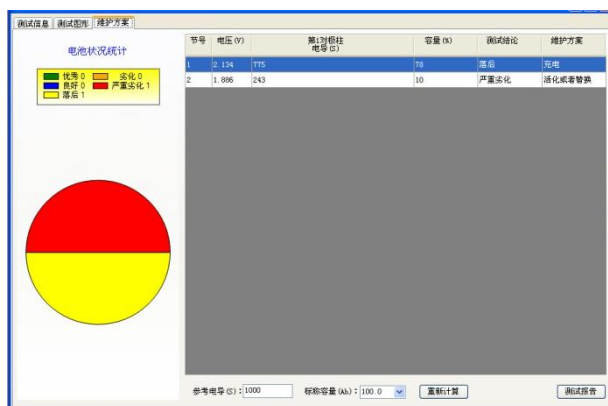 测试信息 测试图形 维护方案
电池状况统计
优秀 0 劣化 0
良好 0 严重劣化 1
落后 1
节号 电压(V) 第1对极柱电导(S) 容量(%) 测试结论 维护方案
1 2.134 775 78 落后 充电
2 1.886 243 10 严重劣化 活化或者替换
参考电导(S): 1000 标称容量(Ah): 100.0 重新计算 测试报告